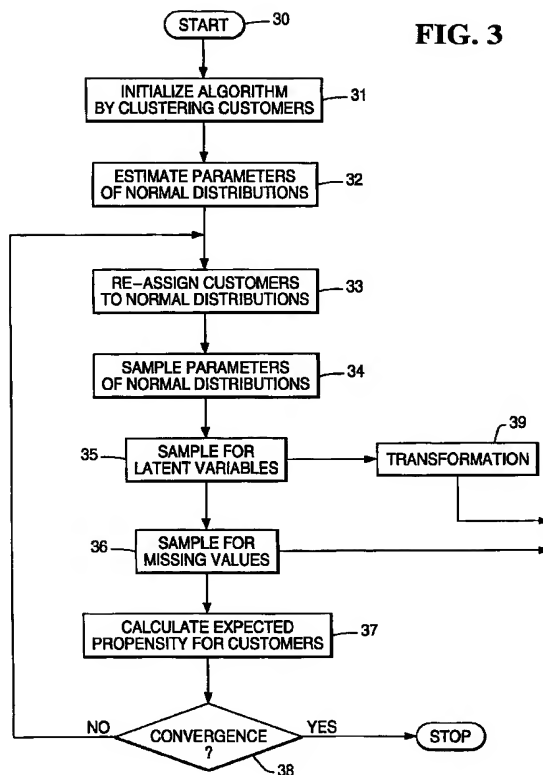 START
30
FIG. 3
INITIALIZE ALGORITHM
BY CLUSTERING CUSTOMERS
31
ESTIMATE PARAMETERS
OF NORMAL DISTRIBUTIONS
32
RE-ASSIGN CUSTOMERS
TO NORMAL DISTRIBUTIONS
33
SAMPLE PARAMETERS
OF NORMAL DISTRIBUTIONS
34
35
SAMPLE FOR
LATENT VARIABLES
39
TRANSFORMATION
36
SAMPLE FOR
MISSING VALUES
CALCULATE EXPECTED
PROPENSITY FOR CUSTOMERS
37
NO
CONVERGENCE
?
YES
STOP
38